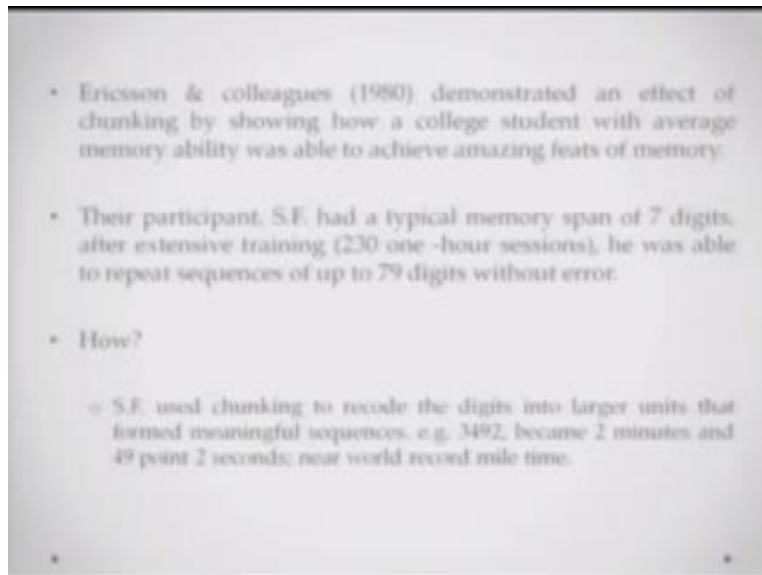 • Ericsson & colleagues (1980) demonstrated an effect of
chunking by showing how a college student with average
memory ability was able to achieve amazing feats of memory.
• Their participant, S.F. had a typical memory span of 7 digits,
after extensive training (230 one -hour sessions), he was able
to repeat sequences of up to 79 digits without error.
• How?
o S.F. used chunking to recode the digits into larger units that
formed meaningful sequences. e.g. 3492, became 2 minutes and
49 point 2 seconds; near world record mile time.